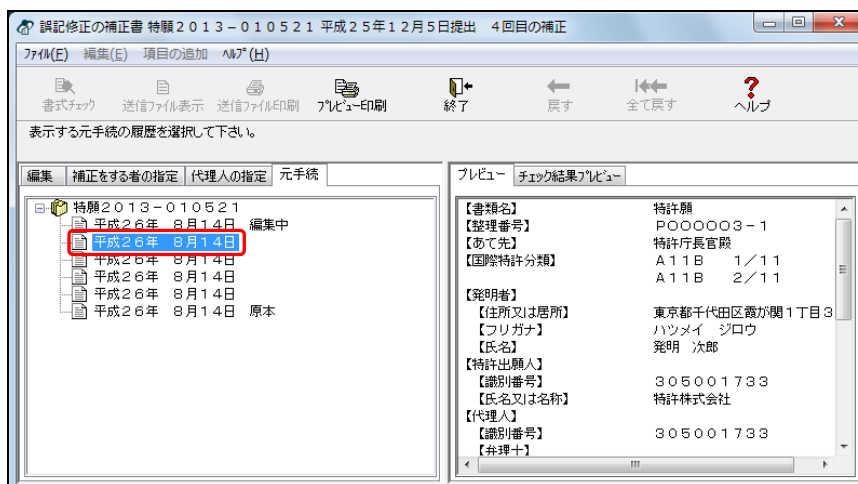 誤記修正の補正書 特願２０１３－０１０５２１ 平成２５年１２月５日提出 ４回目の補正
ﾌｧｲﾙ(F) 編集(E) 項目の追加 ﾍﾙﾌﾟ(H)
書式ﾁｪｯｸ 送信ﾌｧｲﾙ表示 送信ﾌｧｲﾙ印刷 ﾌﾟﾚﾋﾞｭｰ印刷 終了 戻す 全て戻す ヘルプ
表示する元手続の履歴を選択して下さい。
編集 補正をする者の指定 代理人の指定 元手続
特願２０１３－０１０５２１
平成２６年 ８月１４日 編集中
平成２６年 ８月１４日
平成２６年 ８月１４日
平成２６年 ８月１４日
平成２６年 ８月１４日
平成２６年 ８月１４日 原本
プレビュー チェック結果ﾌﾟﾚﾋﾞｭｰ
【書類名】 特許願
【整理番号】 Ｐ０００００３－１
【あて先】 特許庁長官殿
【国際特許分類】 Ａ１１Ｂ １／１１
Ａ１１Ｂ ２／１１
【発明者】
【住所又は居所】 東京都千代田区霞が関１丁目３
【フリガナ】 ハツメイ ジロウ
【氏名】 発明 次郎
【特許出願人】
【識別番号】 ３０５００１７３３
【氏名又は名称】 特許株式会社
【代理人】
【識別番号】 ３０５００１７３３
【弁理士】